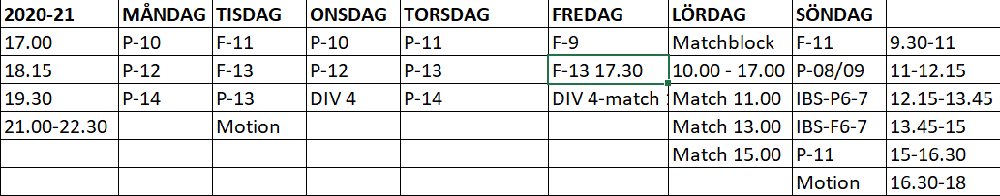 2020-21 MÅNDAG TISDAG ONSDAG TORSDAG FREDAG LÖRDAG SÖNDAG
17.00 P-10 F-11 P-10 P-11 F-9 Matchblock F-11 9.30-11
18.15 P-12 F-13 P-12 P-13 F-13 17.30 10.00 - 17.00 P-08/09 11-12.15
19.30 P-14 P-13 DIV 4 P-14 DIV 4-match Match 11.00 IBS-P6-7 12.15-13.45
21.00-22.30 Motion Match 13.00 IBS-F6-7 13.45-15
Match 15.00 P-11 15-16.30
Motion 16.30-18